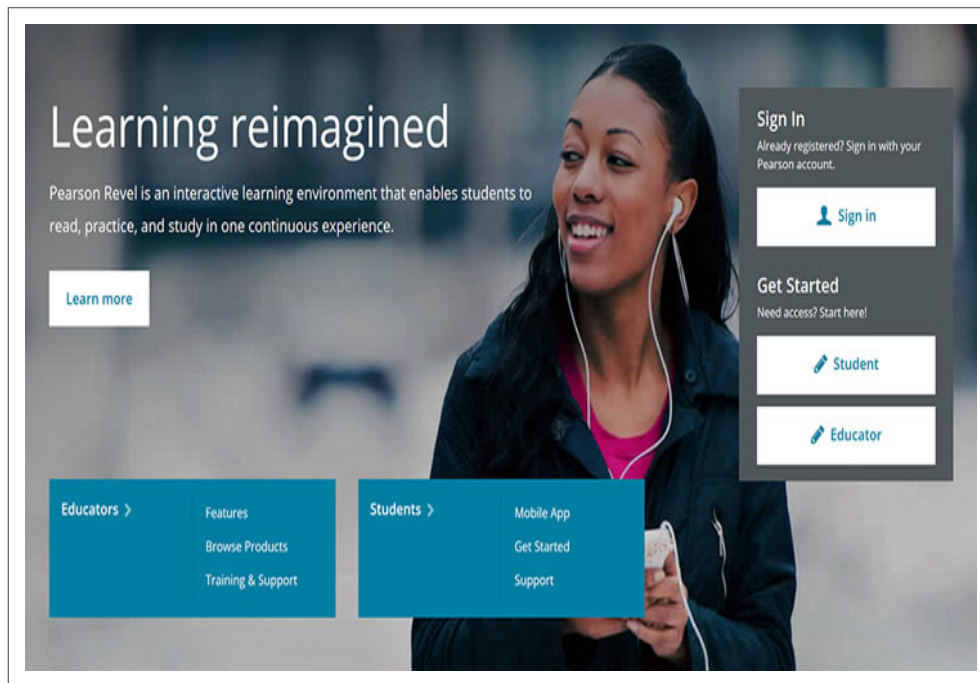 Learning reimagined
Pearson Revel is an interactive learning environment that enables students to
read, practice, and study in one continuous experience.
Learn more
Sign In
Already registered? Sign in with your
Pearson account.
Sign in
Get Started
Need access? Start here!
Student
Educator
Educators
Features
Browse Products
Training & Support
Students
Mobile App
Get Started
Support